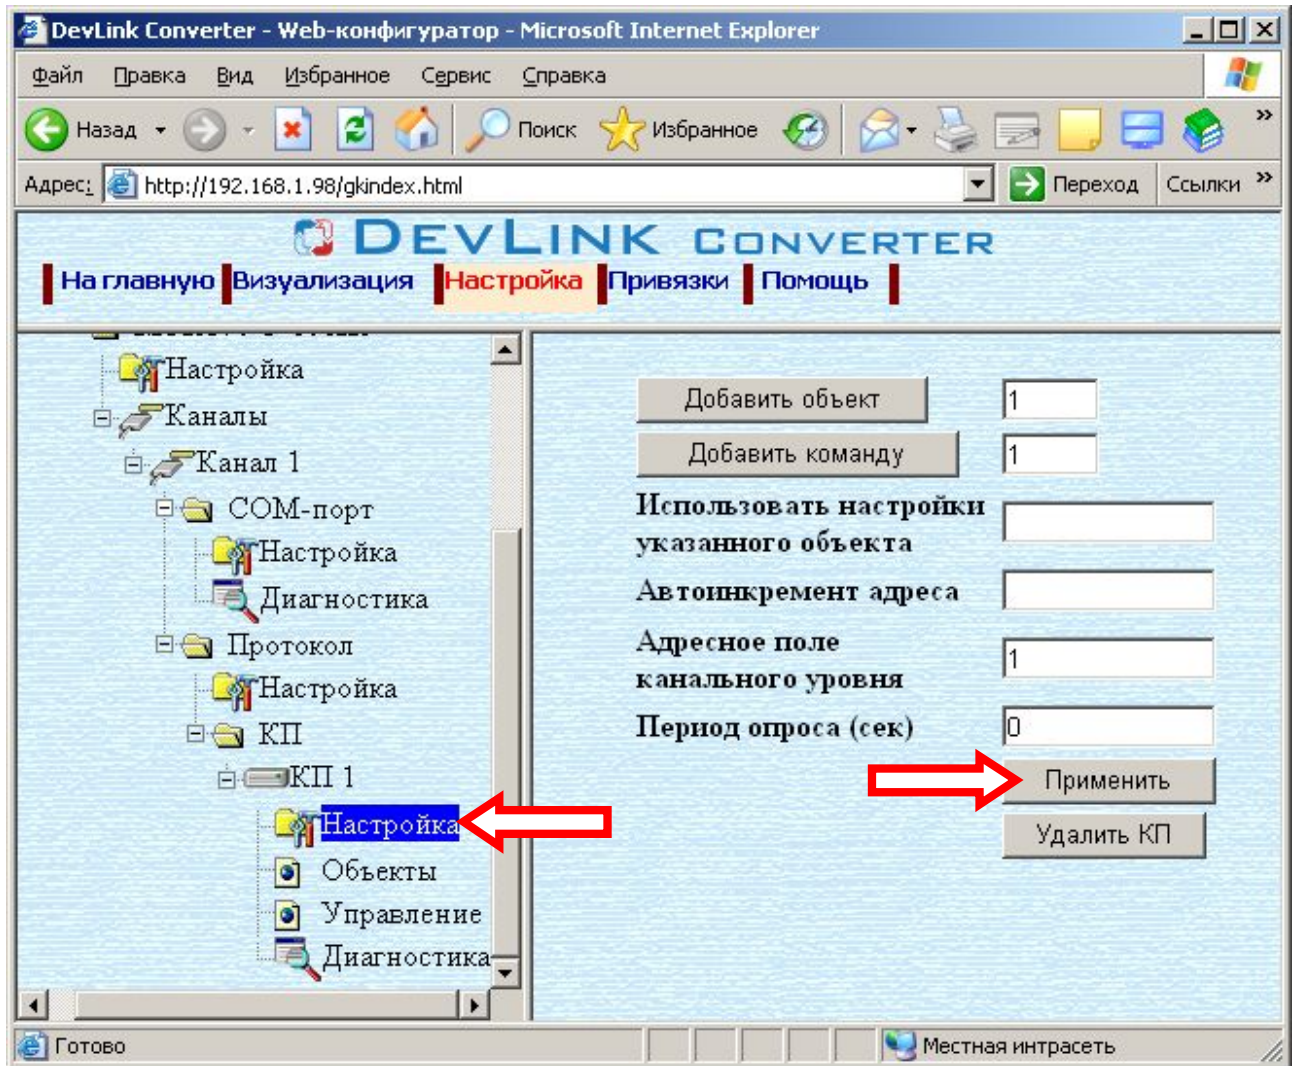 DevLink Converter - Web-конфигуратор - Microsoft Internet Explorer
Файл Правка Вид Избранное Сервис Справка
Назад Поиск Избранное »
Адрес: http://192.168.1.98/gkindex.html Переход Ссылки »
DEVLINK CONVERTER
На главную Визуализация Настройка Привязки Помощь
Настройка
Каналы
Канал 1
COM-порт
Настройка
Диагностика
Протокол
Настройка
КП
КП 1
Настройка
Объекты
Управление
Диагностика
Добавить объект 1
Добавить команду 1
Использовать настройки
указанного объекта
Автоинкремент адреса
Адресное поле
канального уровня 1
Период опроса (сек) 0
Применить
Удалить КП
Готово Местная интрасеть